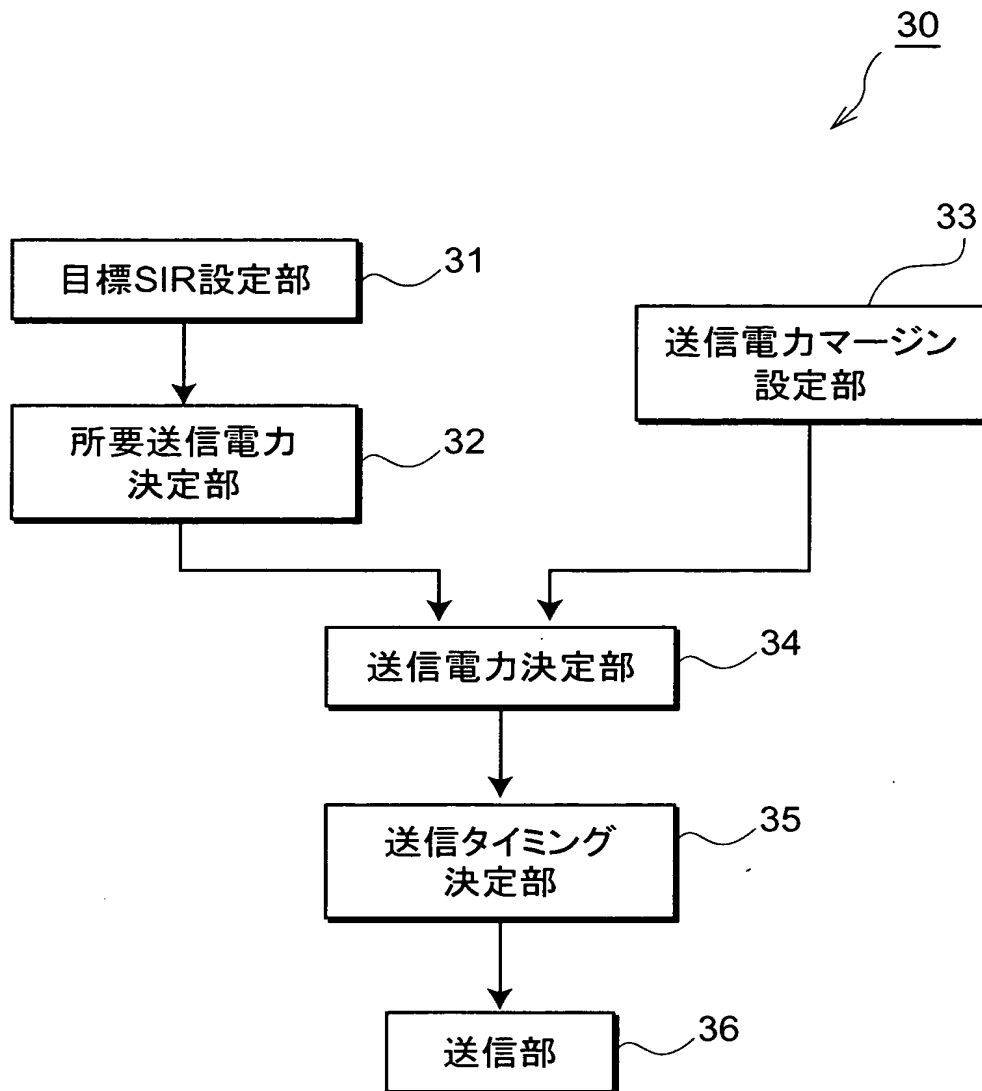 30
33
目標SIR設定部
31
送信電力マージン
設定部
所要送信電力
決定部
32
送信電力決定部
34
送信タイミング
決定部
35
送信部
36